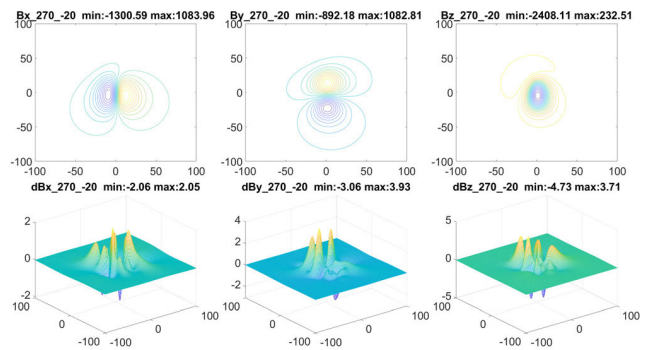 Bx_270_-20 min:-1300.59 max:1083.96
By_270_-20 min:-892.18 max:1082.81
Bz_270_-20 min:-2408.11 max:232.51
100 100 100
50 50 50
0 0 0
-50 -50 -50
-100 -100 -100
-100 -50 0 50 100 -100 -50 0 50 100 -100 -50 0 50 100
dBx_270_-20 min:-2.06 max:2.05
dBy_270_-20 min:-3.06 max:3.93
dBz_270_-20 min:-4.73 max:3.71
2 4 5
2
0 0 0
-2 -2 -5
100 100 100 100 100 100
0 0 0 0 0 0
-100 -100 -100 -100 -100 -100